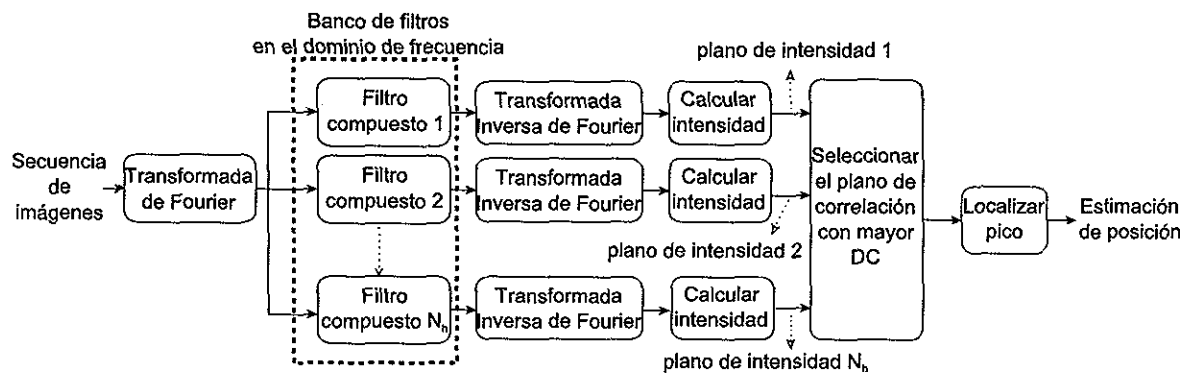 Banco de filtros
en el dominio de frecuencia
plano de intensidad 1
Filtro
compuesto 1
Transformada
Inversa de Fourier
Calcular
intensidad
Secuencia
de
imágenes
Transformada
de Fourier
Filtro
compuesto 2
Transformada
Inversa de Fourier
Calcular
intensidad
plano de intensidad 2
Filtro
compuesto Nₕ
Transformada
Inversa de Fourier
Calcular
intensidad
plano de intensidad Nₕ
Seleccionar
el plano de
correlación
con mayor
DC
Localizar
pico
Estimación
de posición